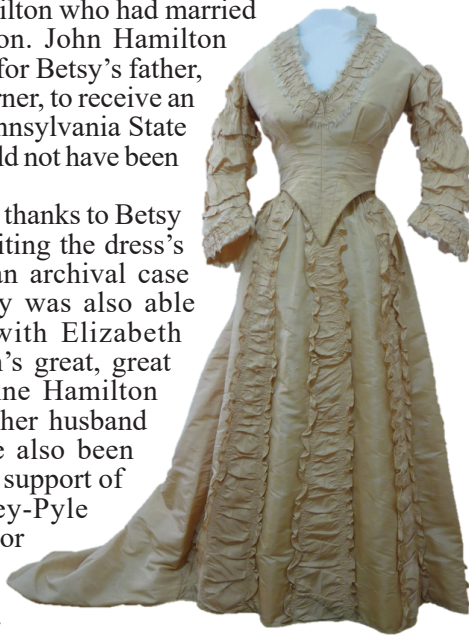 ilton who had married
on. John Hamilton
for Betsy's father,
rner, to receive an
nnsylvania State
ld not have been
thanks to Betsy
iting the dress's
an archival case
y was also able
with Elizabeth
n's great, great
ine Hamilton
her husband
e also been
support of
ey-Pyle
or